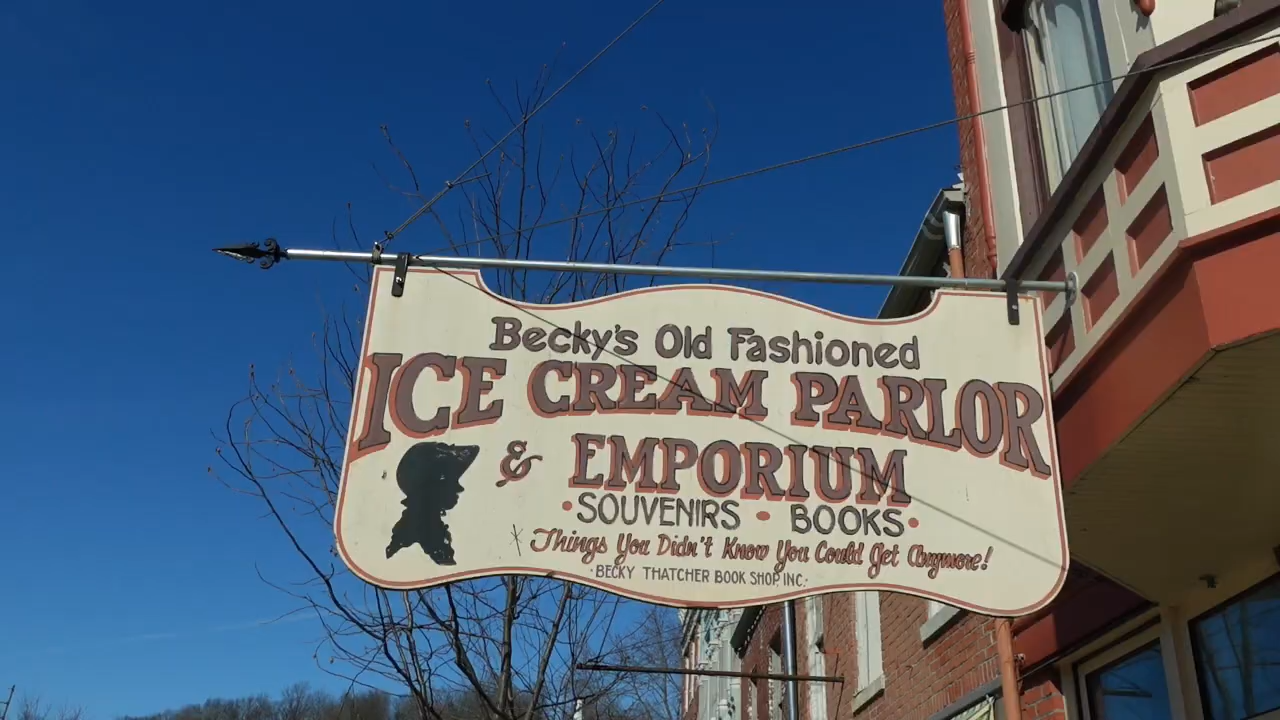 Becky's Old Fashioned
ICE CREAM PARLOR
& EMPORIUM
• SOUVENIRS • BOOKS •
Things You Didn't Know You Could Get Anymore!
• BECKY THATCHER BOOK SHOP, INC. •